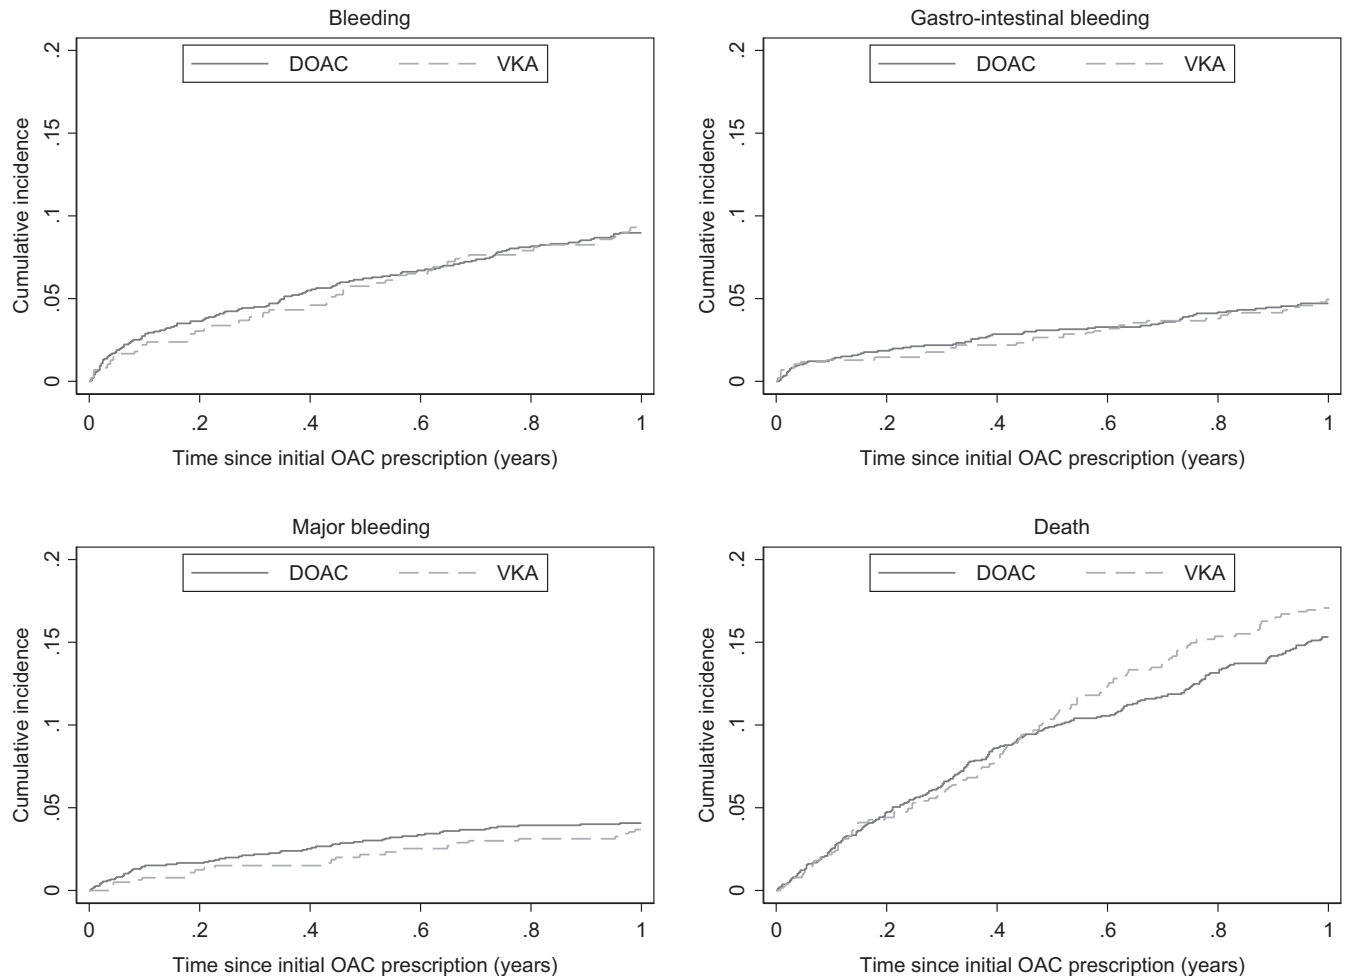 Bleeding
DOAC VKA
Cumulative incidence
.2
.15
.1
.05
0
0 .2 .4 .6 .8 1
Time since initial OAC prescription (years)
Gastro-intestinal bleeding
DOAC VKA
Cumulative incidence
.2
.15
.1
.05
0
0 .2 .4 .6 .8 1
Time since initial OAC prescription (years)
Major bleeding
DOAC VKA
Cumulative incidence
.2
.15
.1
.05
0
0 .2 .4 .6 .8 1
Time since initial OAC prescription (years)
Death
DOAC VKA
Cumulative incidence
.2
.15
.1
.05
0
0 .2 .4 .6 .8 1
Time since initial OAC prescription (years)